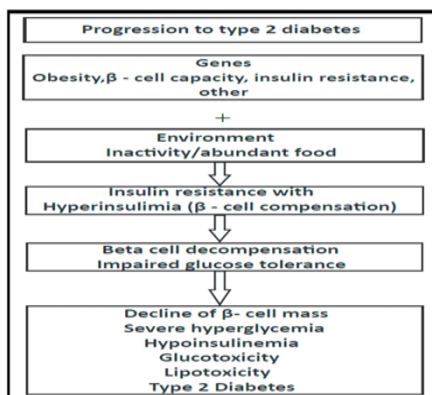 Progression to type 2 diabetes
Genes
Obesity,β - cell capacity, insulin resistance,
other
+
Environment
Inactivity/abundant food
Insulin resistance with
Hyperinsulimia (β - cell compensation)
Beta cell decompensation
Impaired glucose tolerance
Decline of β- cell mass
Severe hyperglycemia
Hypoinsulinemia
Glucotoxicity
Lipotoxicity
Type 2 Diabetes